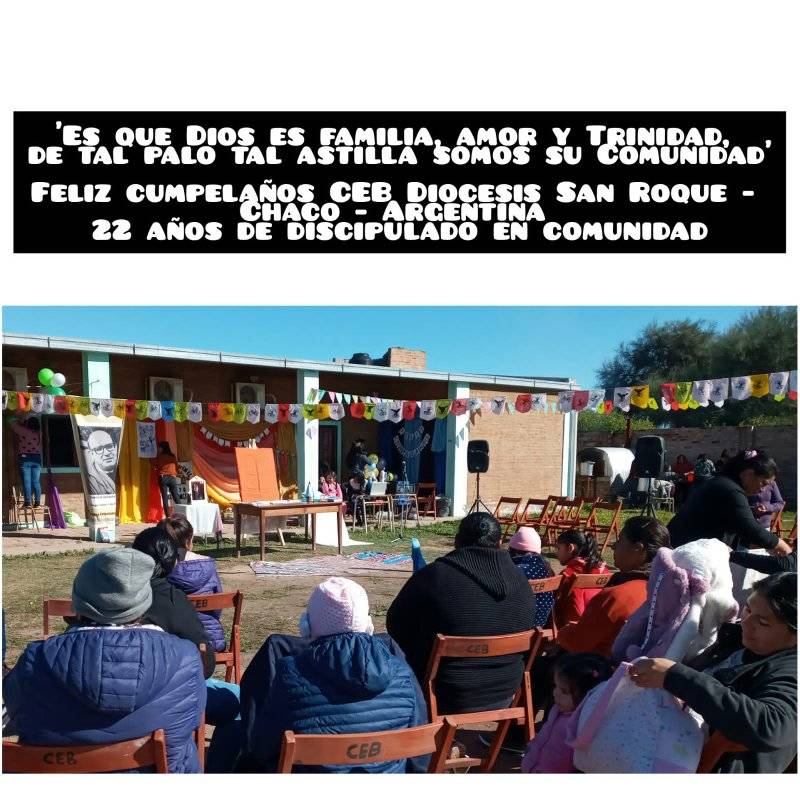 'Es que Dios es familia, amor y Trinidad,
de tal palo tal astilla somos su Comunidad'
Feliz cumpelaños CEB Diocesis San Roque -
Chaco - Argentina
22 años de discipulado en comunidad
CEB
CEB
CEB
CEB